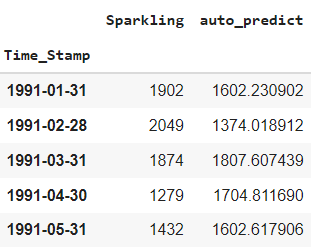 Sparkling auto_predict
Time_Stamp
1991-01-31 1902 1602.230902
1991-02-28 2049 1374.018912
1991-03-31 1874 1807.607439
1991-04-30 1279 1704.811690
1991-05-31 1432 1602.617906